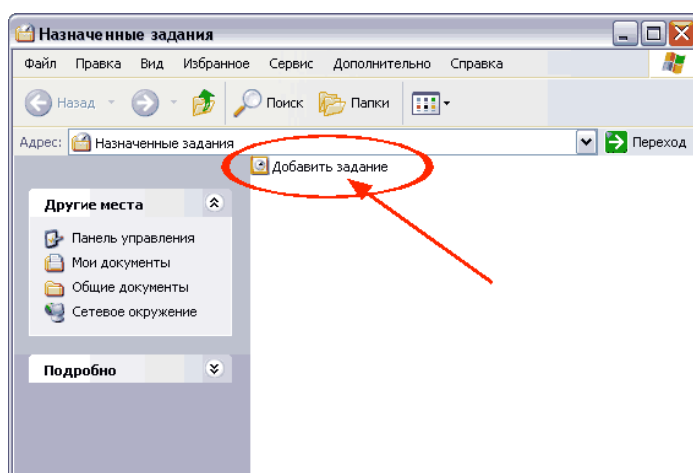 Назначенные задания
Файл Правка Вид Избранное Сервис Дополнительно Справка
Назад Поиск Папки
Адрес: Назначенные задания Переход
Добавить задание
Другие места
Панель управления
Мои документы
Общие документы
Сетевое окружение
Подробно